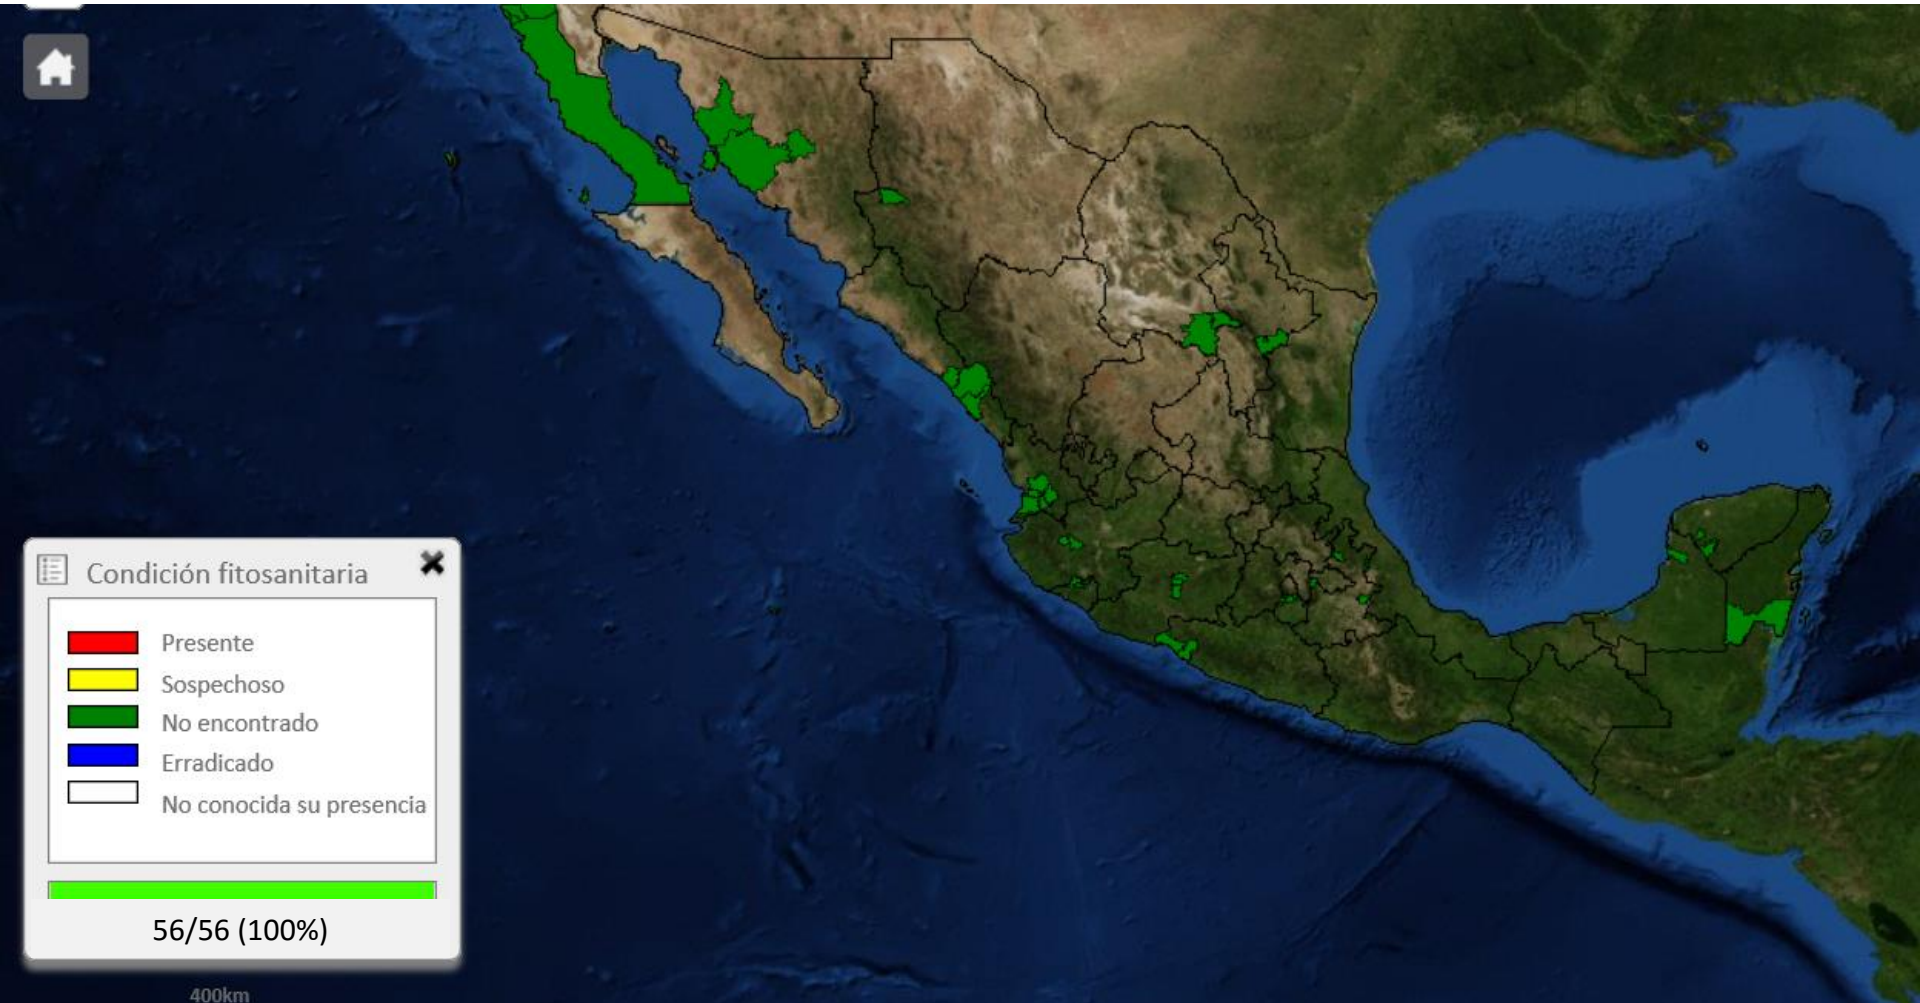 Condición fitosanitaria
Presente
Sospechoso
No encontrado
Erradicado
No conocida su presencia
56/56 (100%)
400km